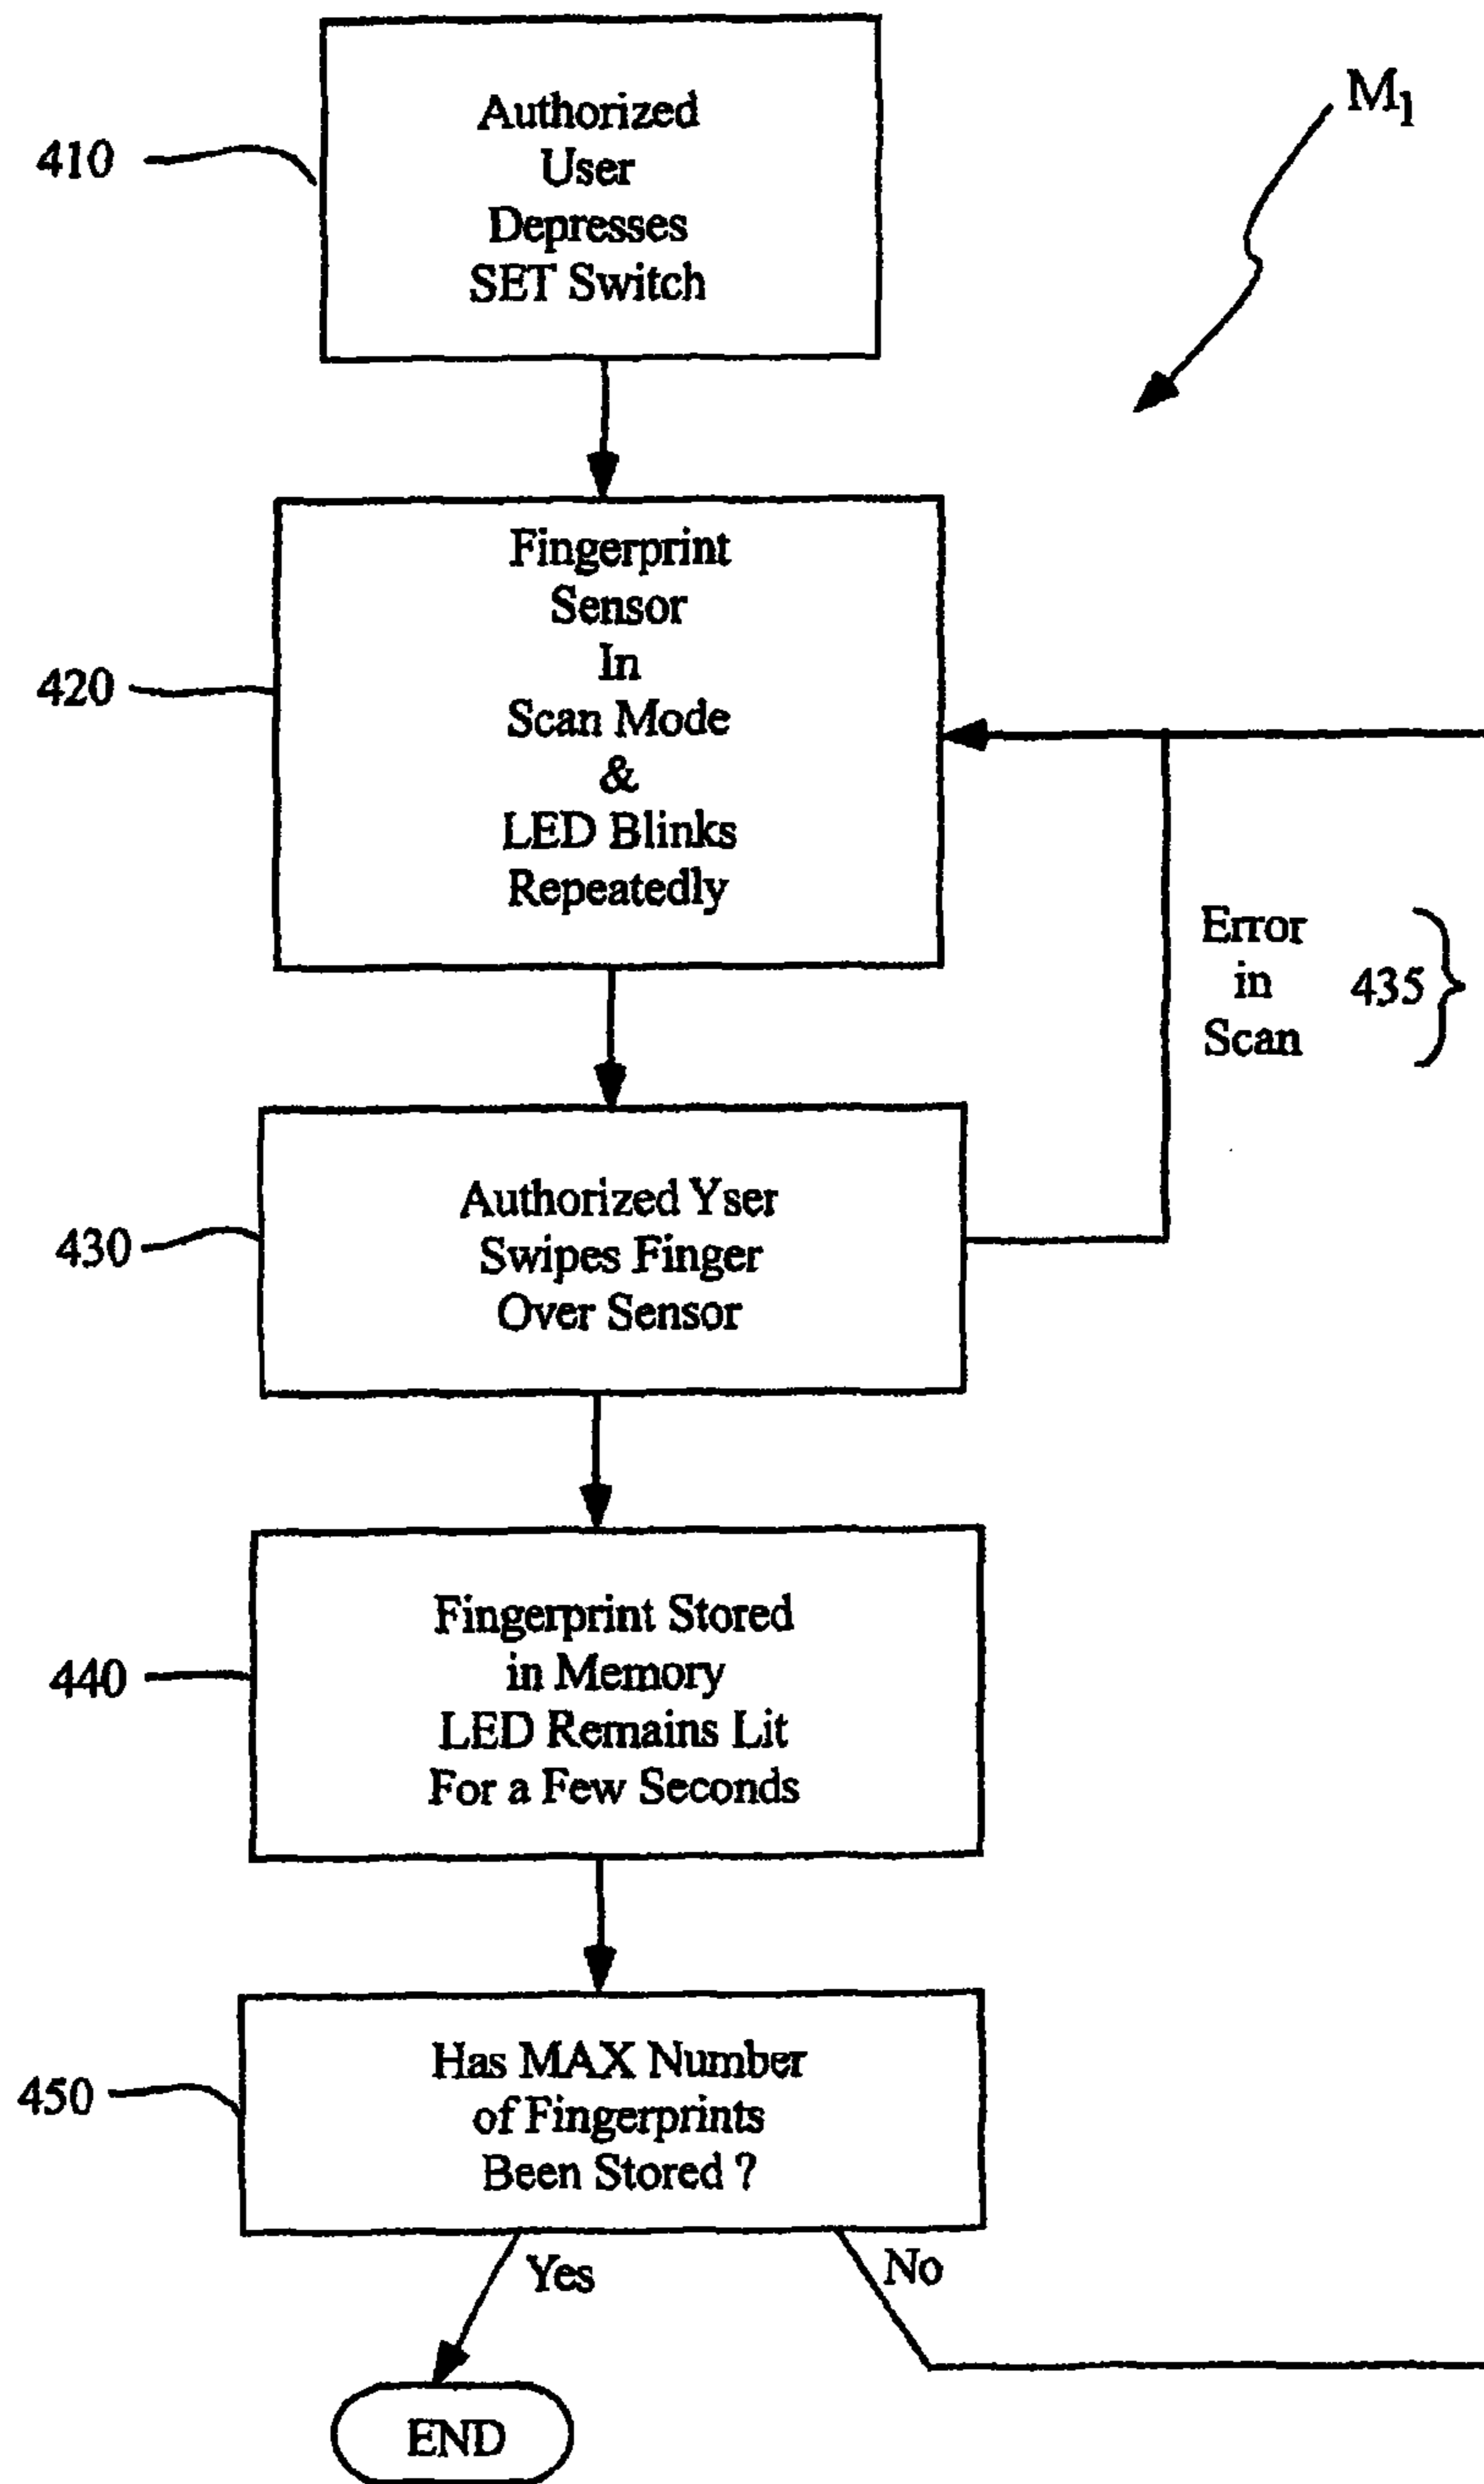 M1
410
Authorized
User
Depresses
SET Switch
420
Fingerprint
Sensor
In
Scan Mode
&
LED Blinks
Repeatedly
Error
in
Scan
435
430
Authorized Yser
Swipes Finger
Over Sensor
440
Fingerprint Stored
in Memory
LED Remains Lit
For a Few Seconds
450
Has MAX Number
of Fingerprints
Been Stored ?
Yes
No
END